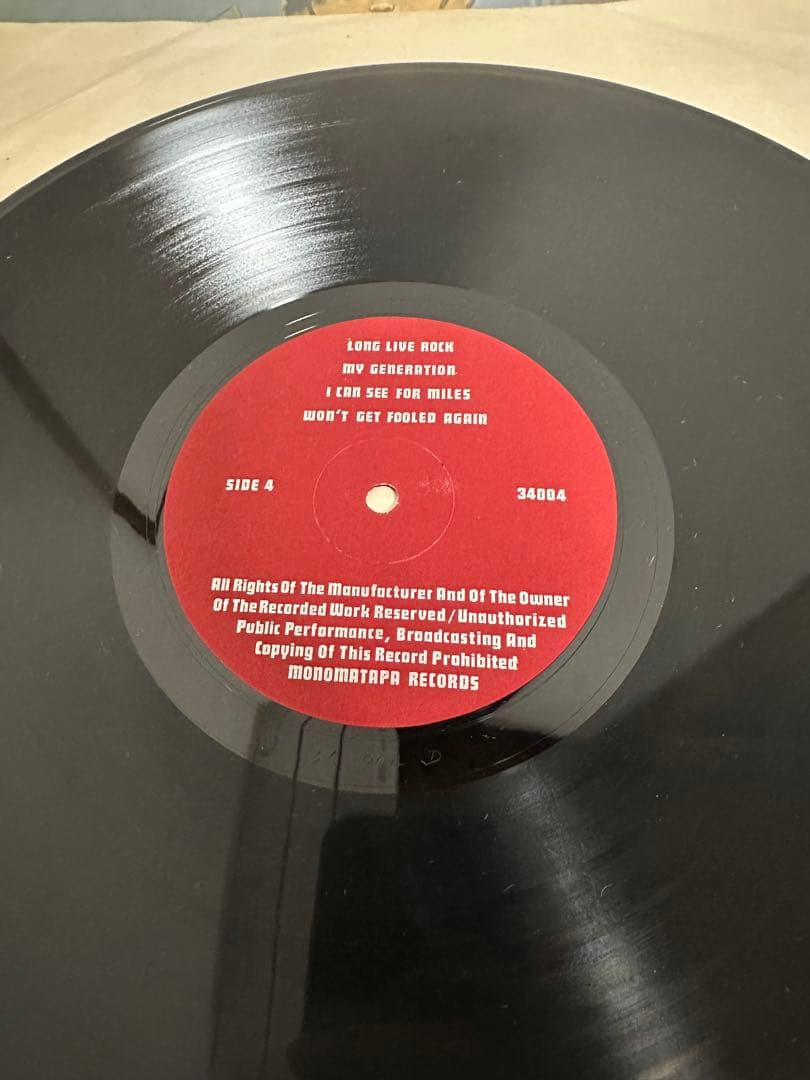 LONG LIVE ROCK
MY GENERATION
I CAN SEE FOR MILES
WON'T GET FOOLED AGAIN
SIDE 4
34004
All Rights Of The Manufacturer And Of The Owner
Of The Recorded Work Reserved/Unauthorized
Public Performance, Broadcasting And
Copying Of This Record Prohibited
MONOMATAPA RECORDS